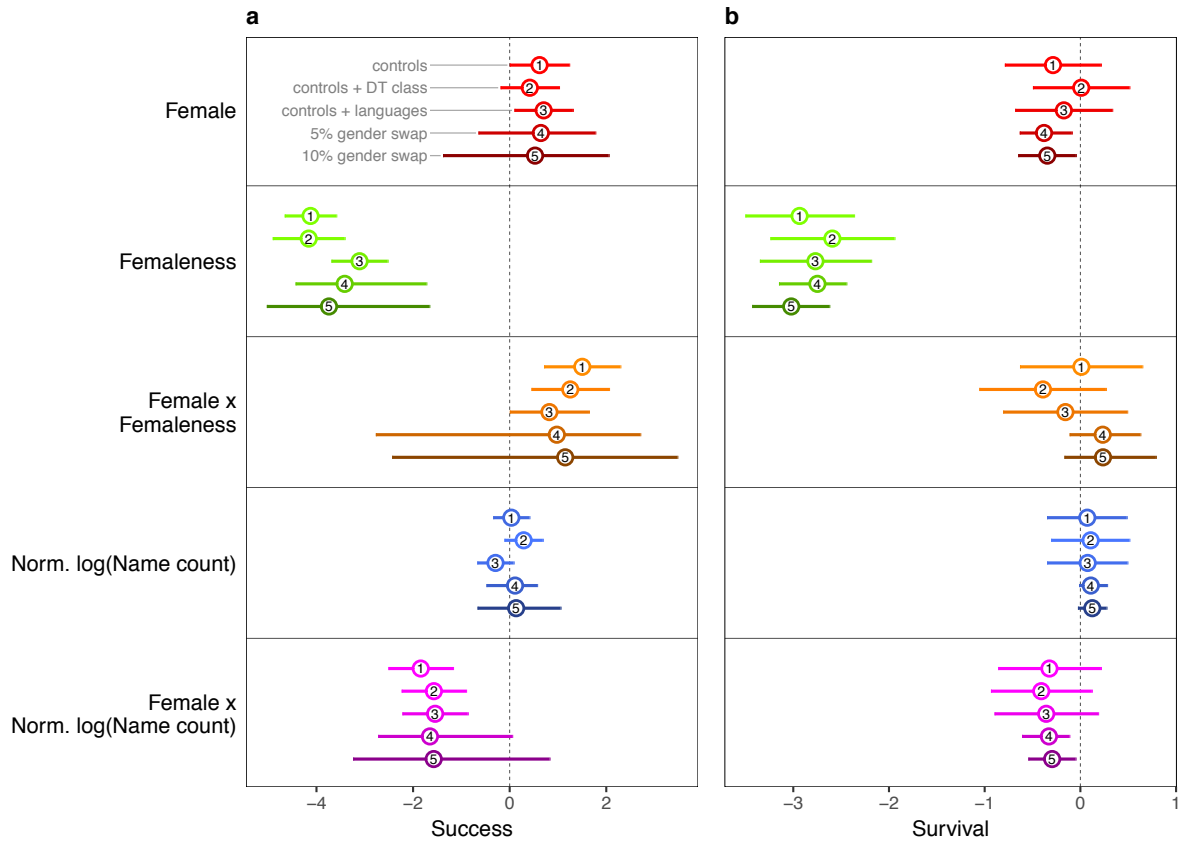 a
b
Female
controls
controls + DT class
controls + languages
5% gender swap
10% gender swap
1
2
3
4
5
1
2
3
4
5
Femaleness
1
2
3
4
5
1
2
3
4
5
Female x
Femaleness
1
2
3
4
5
1
2
3
4
5
Norm. log(Name count)
1
2
3
4
5
1
2
3
4
5
Female x
Norm. log(Name count)
1
2
3
4
5
1
2
3
4
5
−4 −2 0 2
−3 −2 −1 0 1
Success
Survival